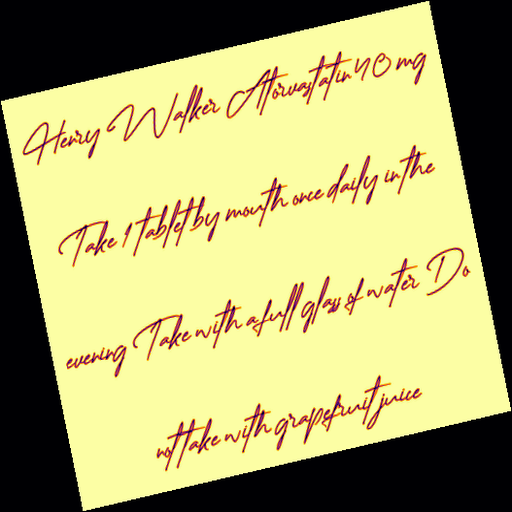 Henry Walker Atorvastatin 40 mg
Take 1 tablet by mouth once daily in the
evening Take with a full glass of water Do
not take with grapefruit juice